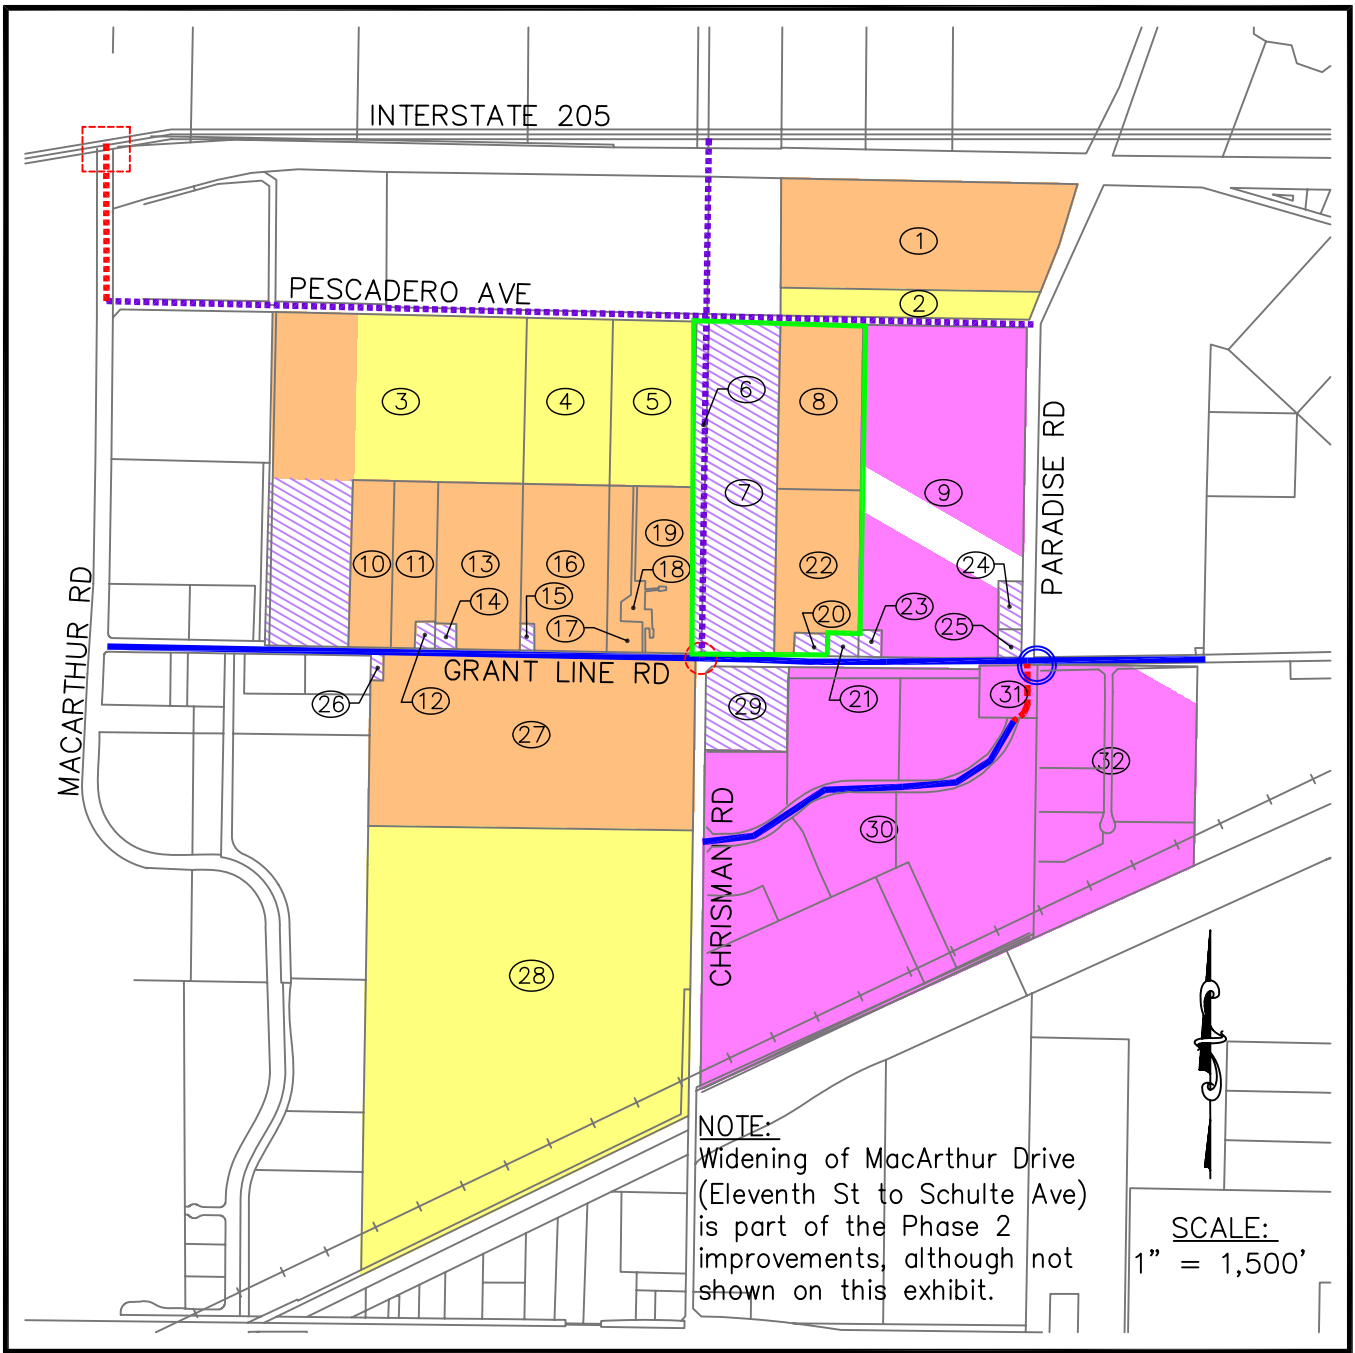 INTERSTATE 205
1
PESCADERO AVE
2
6
3
4
5
8
7
9
PARADISE RD
19
10
11
13
16
18
22
24
MACARTHUR RD
14
15
23
20
17
25
GRANT LINE RD
12
26
21
31
29
27
32
CHRISMAN RD
30
28
NOTE:
Widening of MacArthur Drive
(Eleventh St to Schulte Ave)
is part of the Phase 2
improvements, although not
shown on this exhibit.
SCALE:
1" = 1,500'